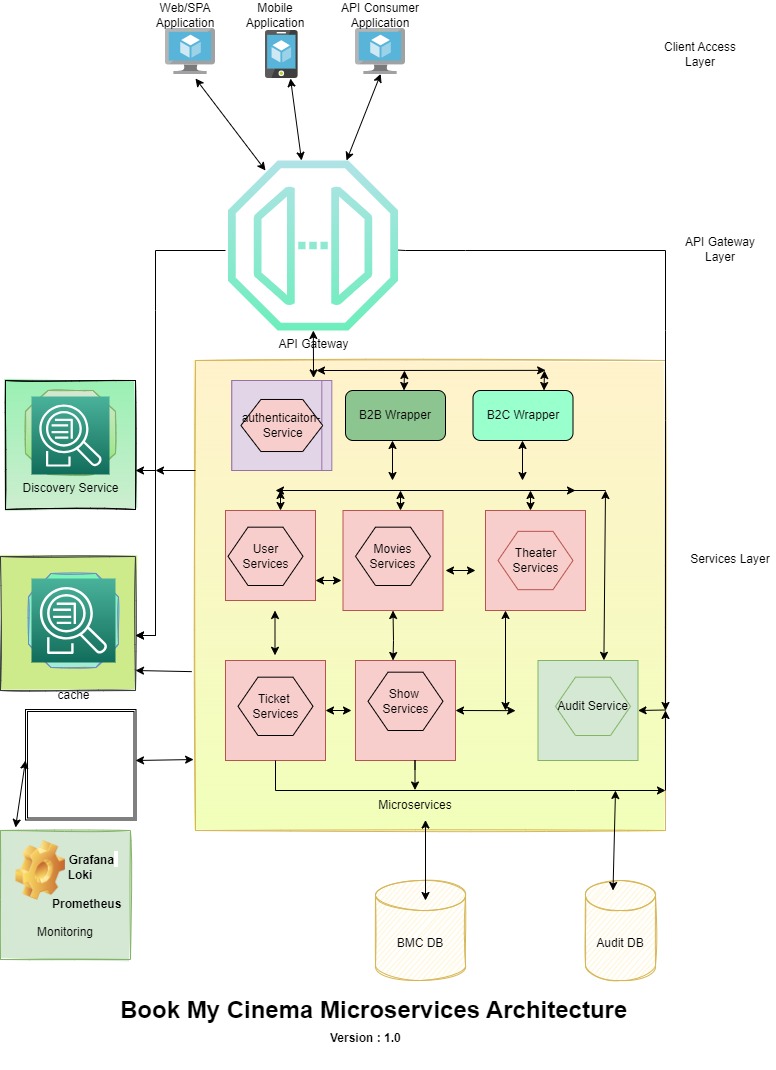 Web/SPA
Application
Mobile
Application
API Consumer
Application
Client Access
Layer
API Gateway
Layer
API Gateway
authenticaiton-
Service
B2B Wrapper
B2C Wrapper
Discovery Service
User
Services
Movies
Services
Theater
Services
Services Layer
cache
Ticket
Services
Show
Services
Audit Service
Microservices
Grafana
Loki
Prometheus
Monitoring
BMC DB
Audit DB
Book My Cinema Microservices Architecture
Version : 1.0